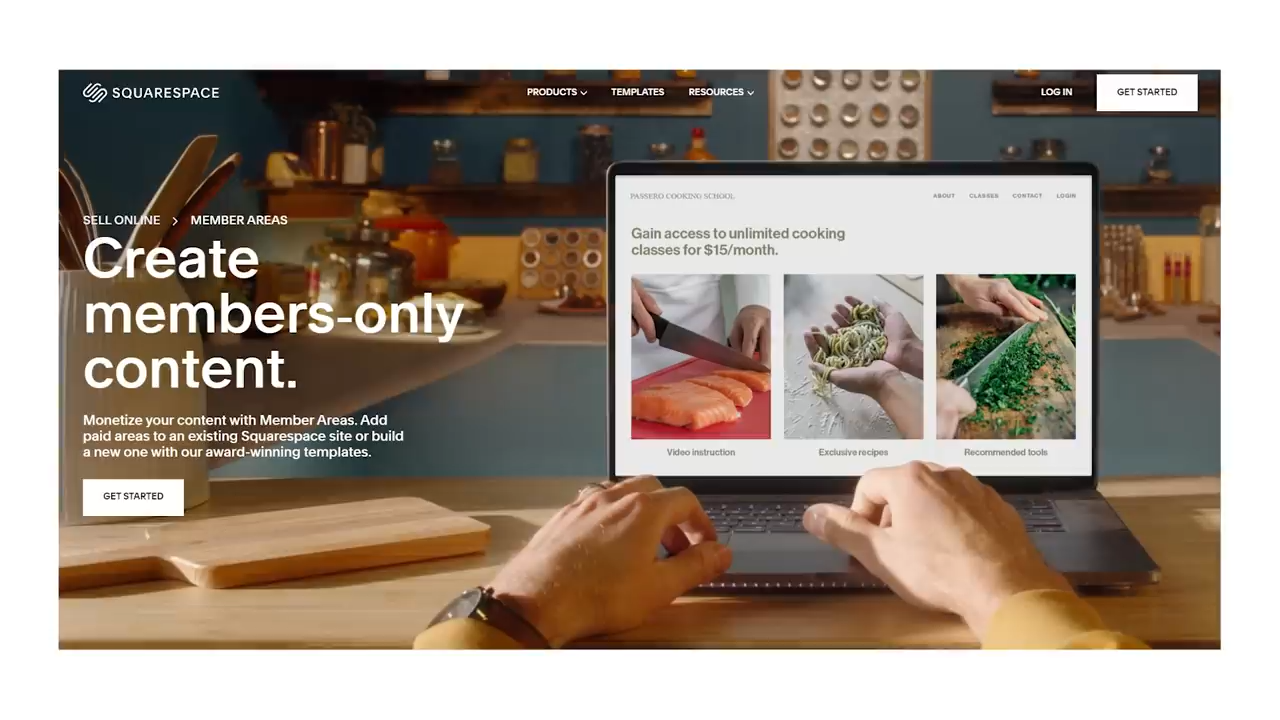 SQUARESPACE
PRODUCTS
TEMPLATES
RESOURCES
LOG IN
GET STARTED
SELL ONLINE > MEMBER AREAS
Create
members-only
content.
Monetize your content with Member Areas. Add
paid areas to an existing Squarespace site or build
a new one with our award-winning templates.
GET STARTED
PASSERO COOKING SCHOOL
ABOUT
CLASSES
CONTACT
LOGIN
Gain access to unlimited cooking
classes for $15/month.
Video instruction
Exclusive recipes
Recommended tools